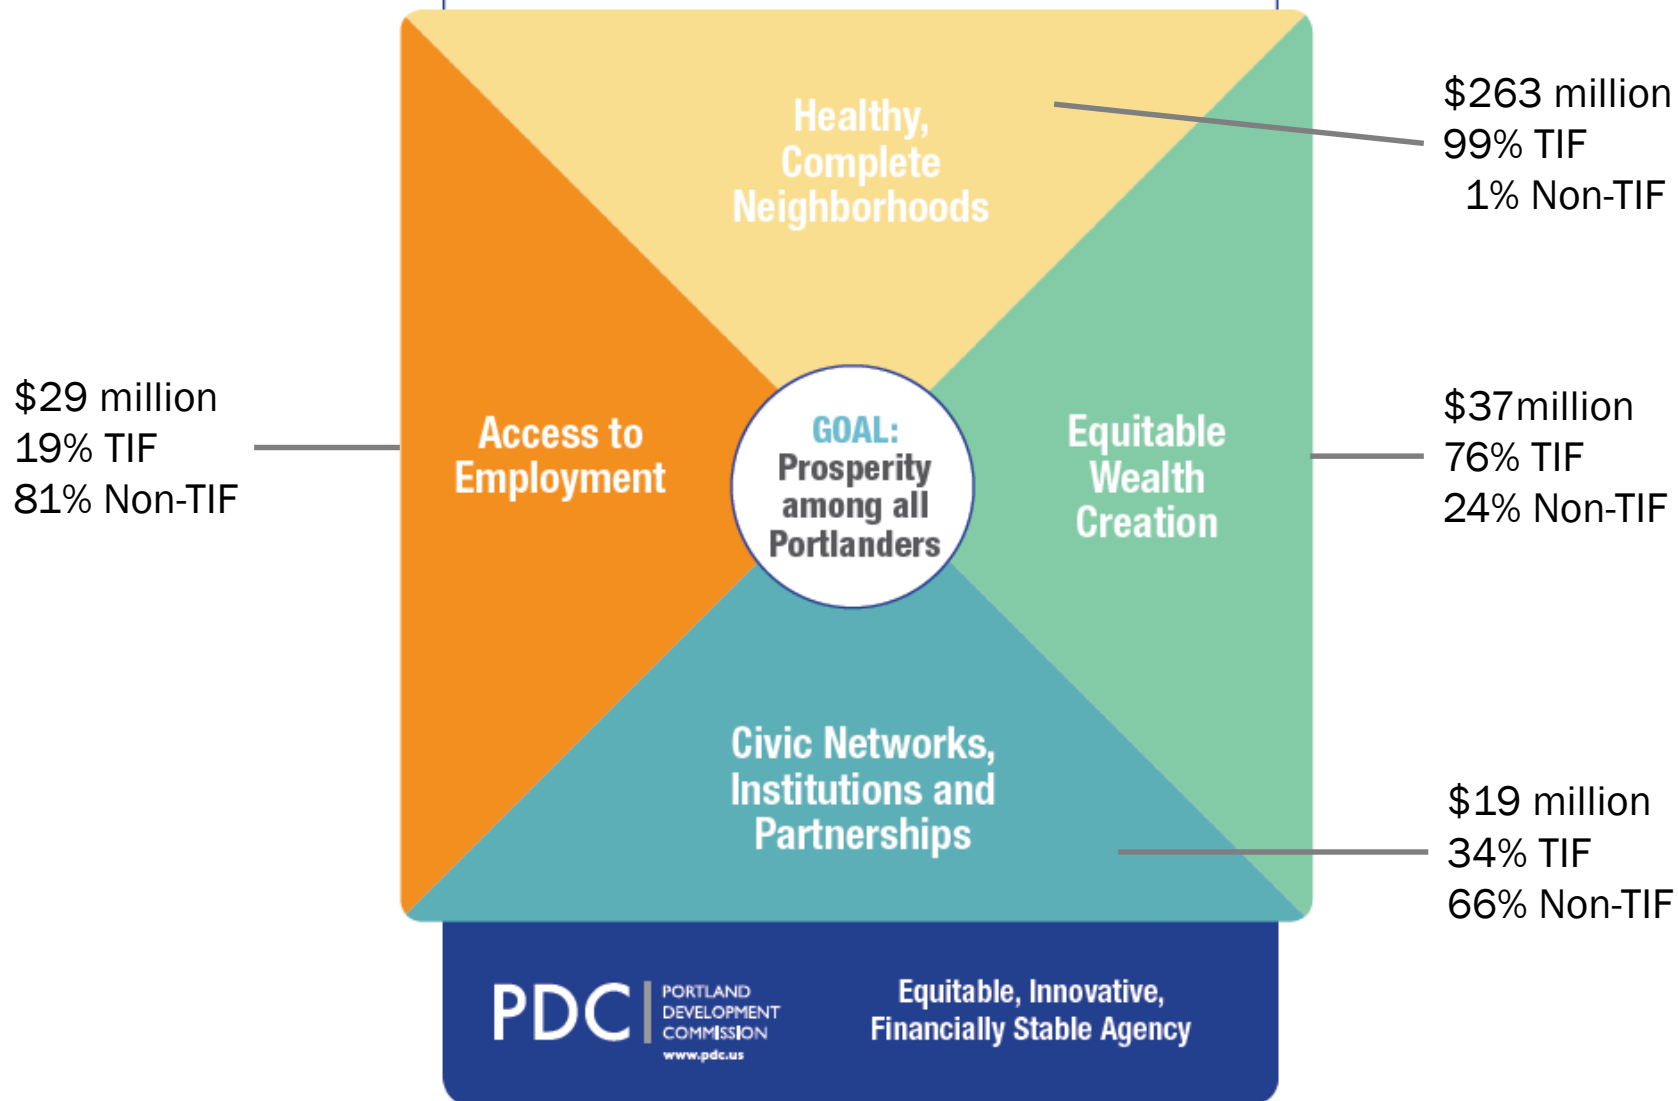 Healthy,
Complete
Neighborhoods
$263 million
99% TIF
1% Non-TIF
$29 million
19% TIF
81% Non-TIF
Access to
Employment
GOAL:
Prosperity
among all
Portlanders
Equitable
Wealth
Creation
$37million
76% TIF
24% Non-TIF
Civic Networks,
Institutions and
Partnerships
$19 million
34% TIF
66% Non-TIF
PDC
PORTLAND
DEVELOPMENT
COMMISSION
www.pdc.us
Equitable, Innovative,
Financially Stable Agency